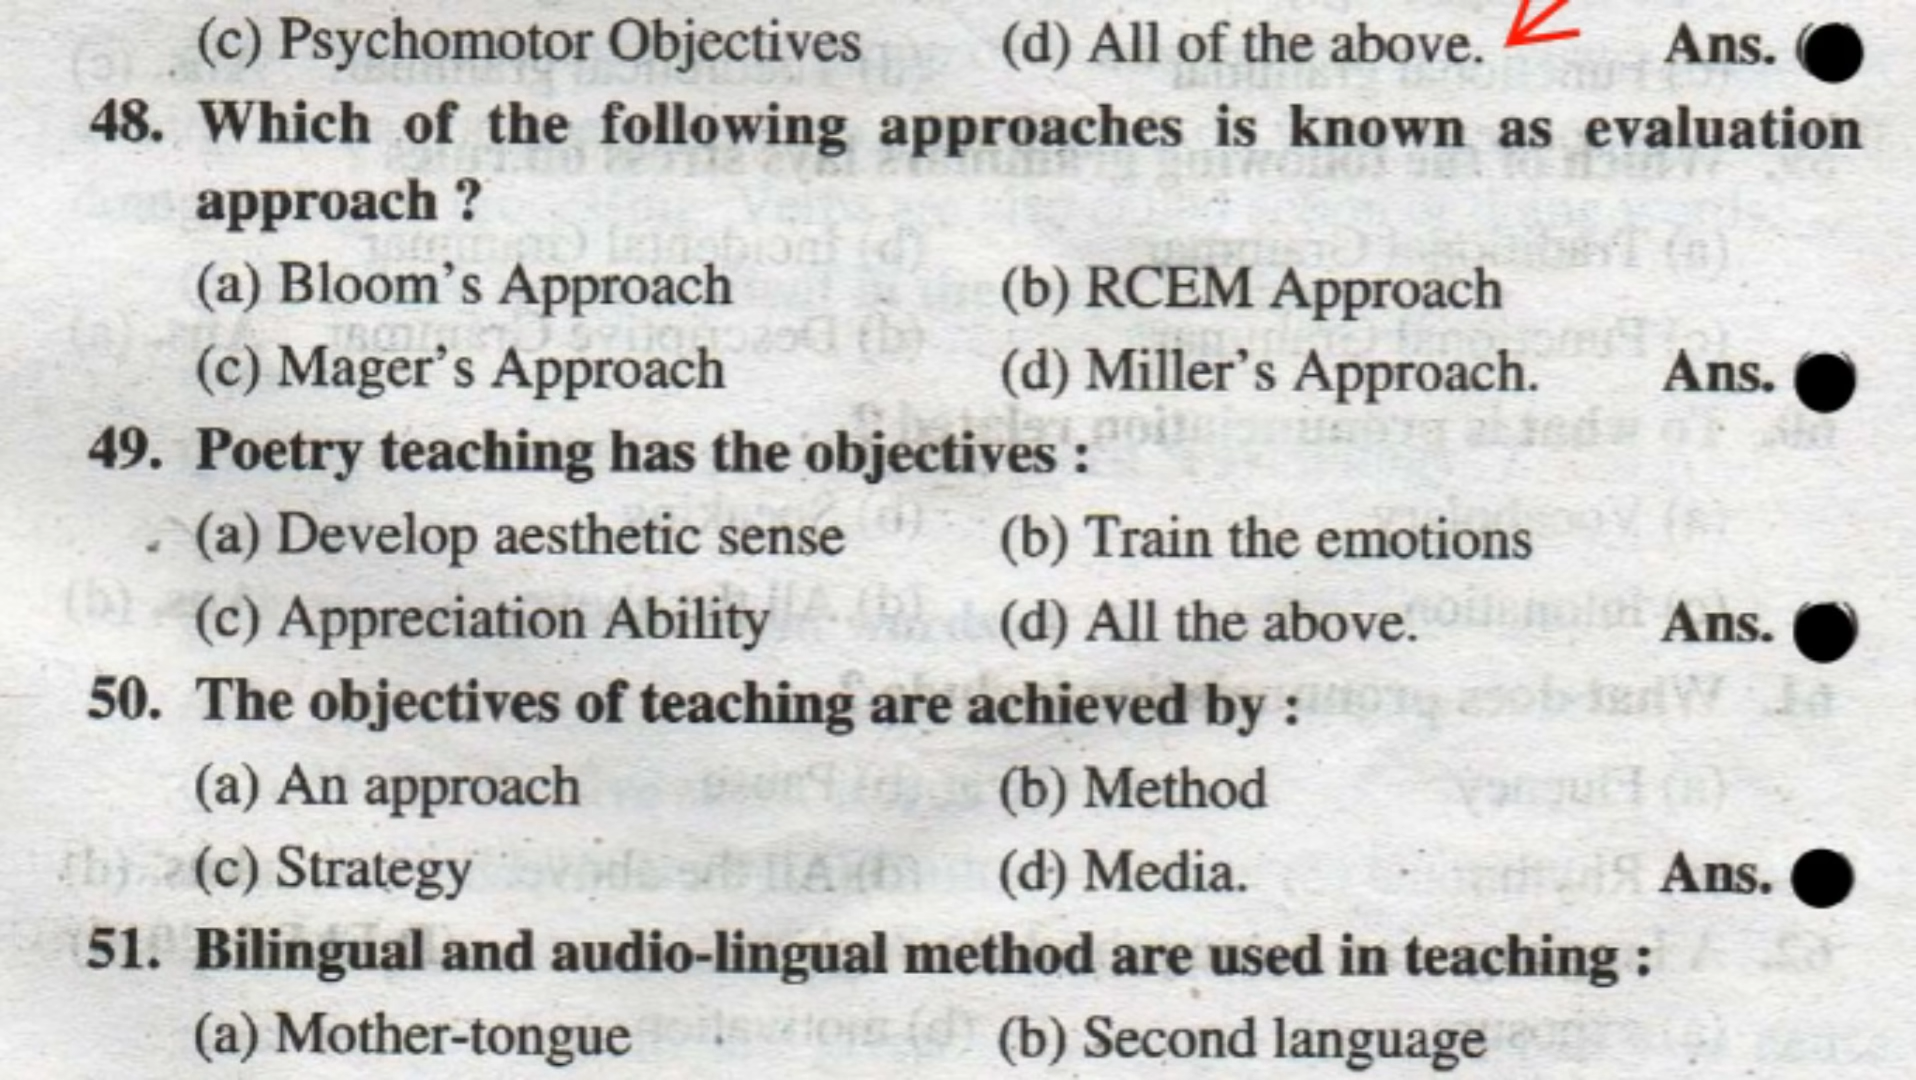 (c) Psychomotor Objectives (d) All of the above. Ans. (
48. Which of the following approaches is known as evaluation
approach ?
(a) Bloom's Approach (b) RCEM Approach
(c) Mager's Approach (d) Miller's Approach. Ans.
49. Poetry teaching has the objectives :
(a) Develop aesthetic sense (b) Train the emotions
(c) Appreciation Ability (d) All the above. Ans.
50. The objectives of teaching are achieved by :
(a) An approach (b) Method
(c) Strategy (d) Media. Ans.
51. Bilingual and audio-lingual method are used in teaching :
(a) Mother-tongue (b) Second language